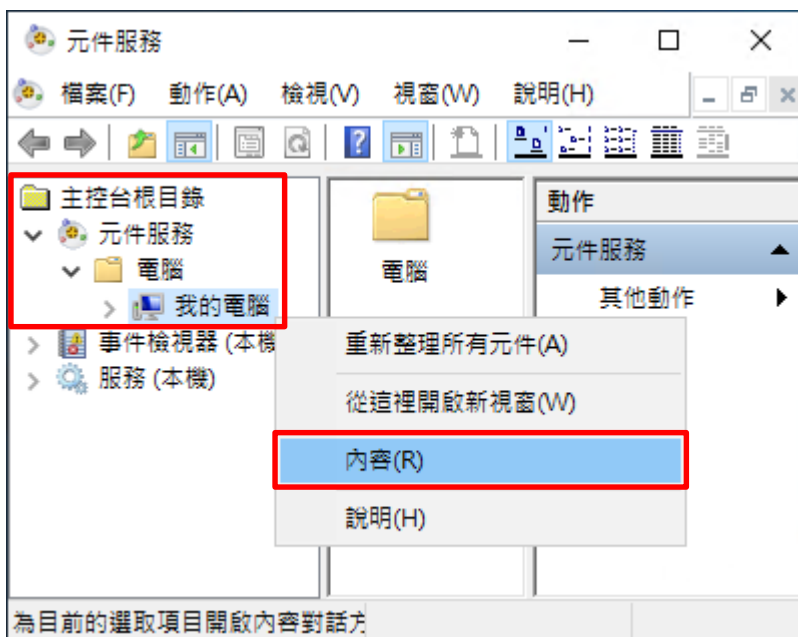 元件服務
檔案(F) 動作(A) 檢視(V) 視窗(W) 說明(H)
主控台根目錄
元件服務
電腦
我的電腦
事件檢視器 (本機
服務 (本機)
電腦
動作
元件服務
其他動作
重新整理所有元件(A)
從這裡開啟新視窗(W)
內容(R)
說明(H)
為目前的選取項目開啟內容對話方